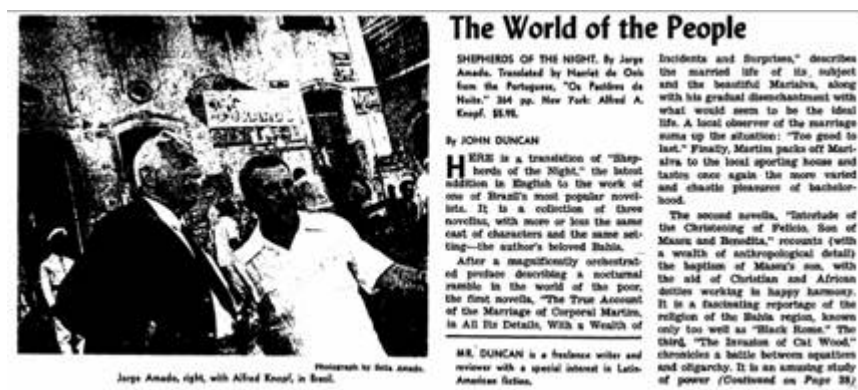 The World of the People
SHEPHERDS OF THE NIGHT. By Jorge
Amado. Translated by Harriet de Onís
from the Portuguese, "Os Pastôres da
Noite." 364 pp. New York: Alfred A.
Knopf. $5.95.
By JOHN DUNCAN
HERE is a translation of "Shep-
herds of the Night," the latest
addition in English to the work of
one of Brazil's most popular novel-
ists. It is a collection of three
novellas, with more or less the same
cast of characters and the same set-
ting—the author's beloved Bahia.
After a magnificently orchestrat-
ed preface describing a nocturnal
ramble in the world of the poor,
the first novella, "The True Account
of the Marriage of Corporal Martim,
in All Its Details, With a Wealth of
MR. DUNCAN is a freelance writer and
reviewer with a special interest in Latin-
American fiction.
Incidents and Surprises," describes
the married life of its subject
and the beautiful Marialva, along
with his gradual disenchantment with
what would seem to be the ideal
life. A local observer of the marriage
sums up the situation: "Too good to
last." Finally, Martim packs off Mari-
alva to the local sporting house and
tastes once again the more varied
and chaotic pleasures of bachelor-
hood.
The second novella, "Interlude of
the Christening of Felicio, Son of
Massu and Benedita," recounts (with
a wealth of anthropological detail)
the baptism of Massu's son, with
the aid of Christian and African
deities working in happy harmony.
It is a fascinating reportage of the
religion of the Bahia region, known
only too well as "Black Rome." The
third, "The Invasion of Cat Wood,"
chronicles a battle between squatters
and oligarchy. It is an amusing study
of power (Continued on Page 36)
Photograph by Zelia Amado.
Jorge Amado, right, with Alfred Knopf, in Brazil.